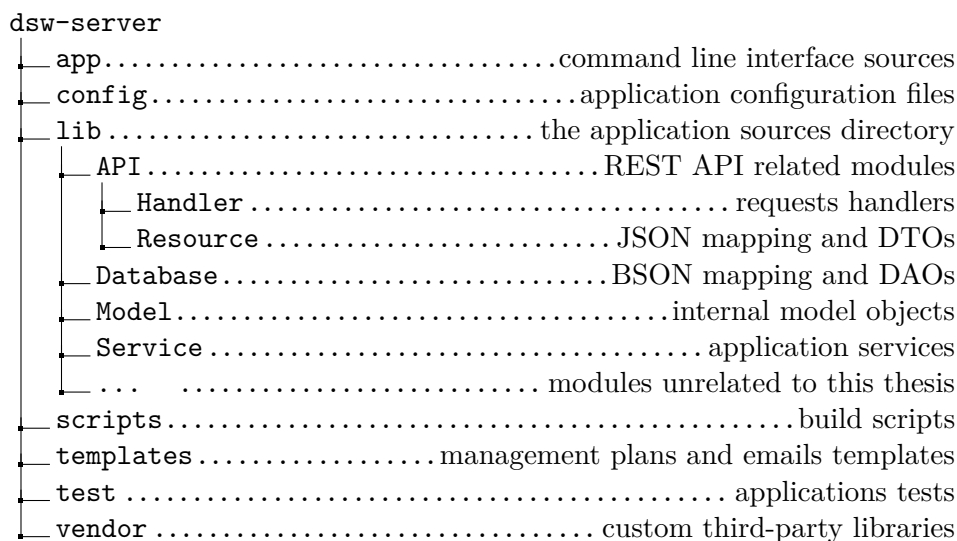 dsw-server
app..................................command line interface sources
config................................application configuration files
lib................................the application sources directory
API..................................REST API related modules
Handler....................................requests handlers
Resource..........................JSON mapping and DTOs
Database.............................BSON mapping and DAOs
Model.....................................internal model objects
Service.....................................application services
... ...........................modules unrelated to this thesis
scripts...............................................build scripts
templates..................management plans and emails templates
test.............................................applications tests
vendor.................................custom third-party libraries